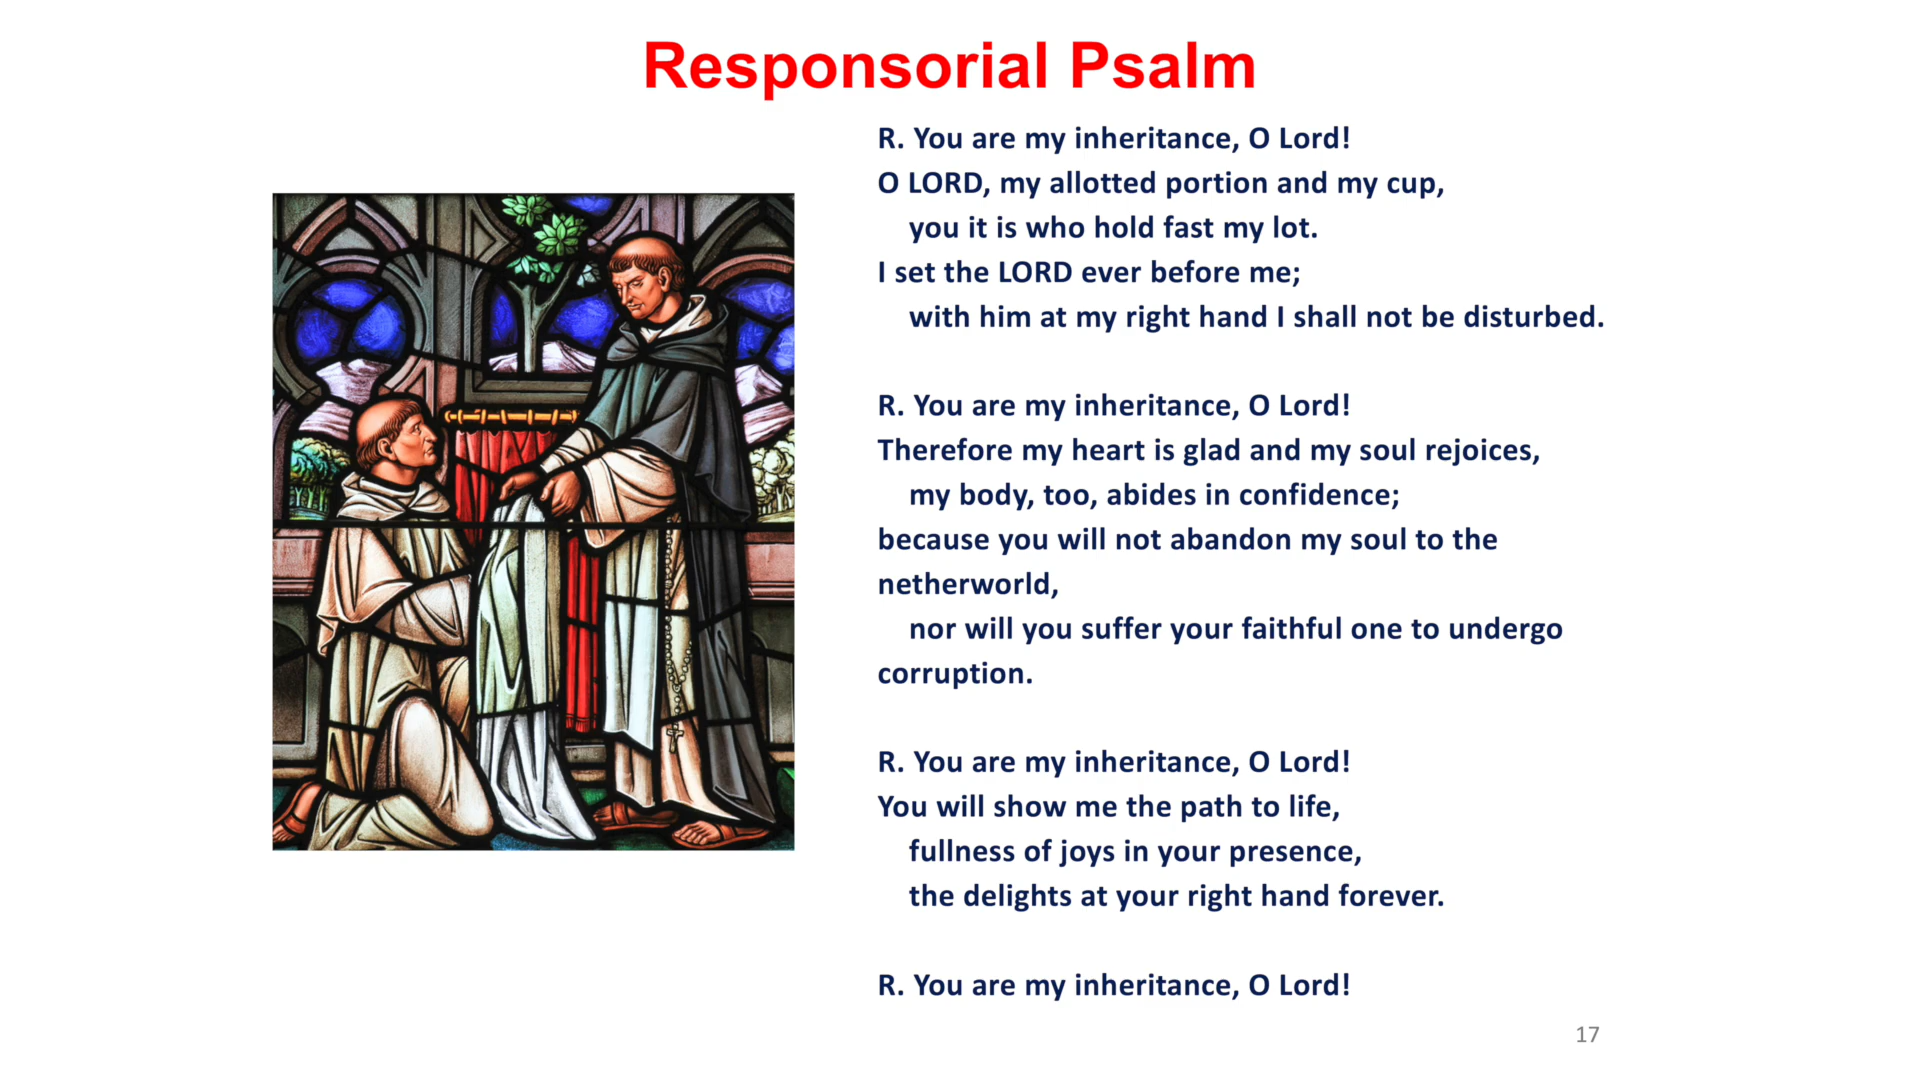 Responsorial Psalm
R. You are my inheritance, O Lord!
O LORD, my allotted portion and my cup,
you it is who hold fast my lot.
I set the LORD ever before me;
with him at my right hand I shall not be disturbed.
R. You are my inheritance, O Lord!
Therefore my heart is glad and my soul rejoices,
my body, too, abides in confidence;
because you will not abandon my soul to the
netherworld,
nor will you suffer your faithful one to undergo
corruption.
R. You are my inheritance, O Lord!
You will show me the path to life,
fullness of joys in your presence,
the delights at your right hand forever.
R. You are my inheritance, O Lord!
17